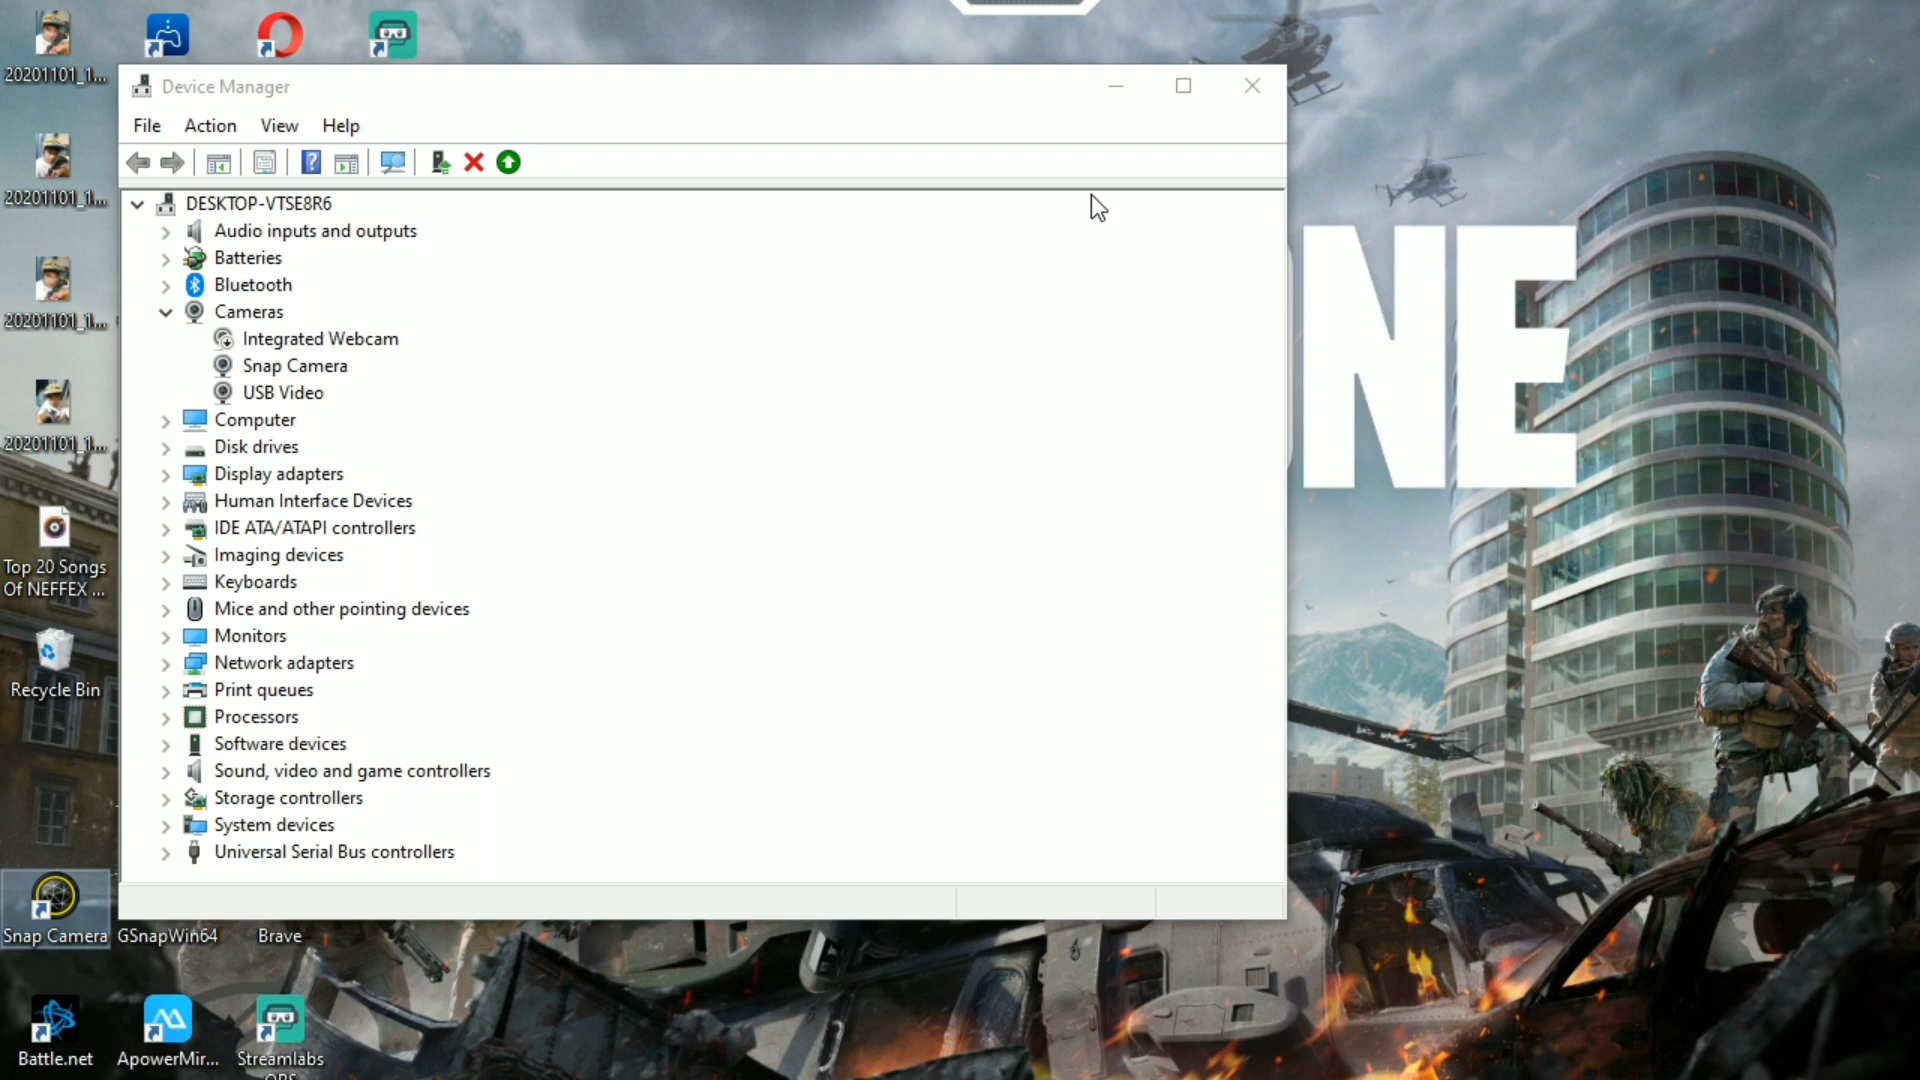 20201101_1...
Device Manager
File Action View Help
20201101_1...
DESKTOP-VTSE8R6
Audio inputs and outputs
Batteries
Bluetooth
Cameras
20201101_1...
Integrated Webcam
Snap Camera
USB Video
Computer
20201101_1...
Disk drives
Display adapters
Human Interface Devices
IDE ATA/ATAPI controllers
Imaging devices
Top 20 Songs
Of NEFFEX ...
Keyboards
Mice and other pointing devices
Monitors
Network adapters
Recycle Bin
Print queues
Processors
Software devices
Sound, video and game controllers
Storage controllers
System devices
Universal Serial Bus controllers
NE
Snap Camera GSnapWin64 Brave
Battle.net ApowerMir... Streamlabs
OBS